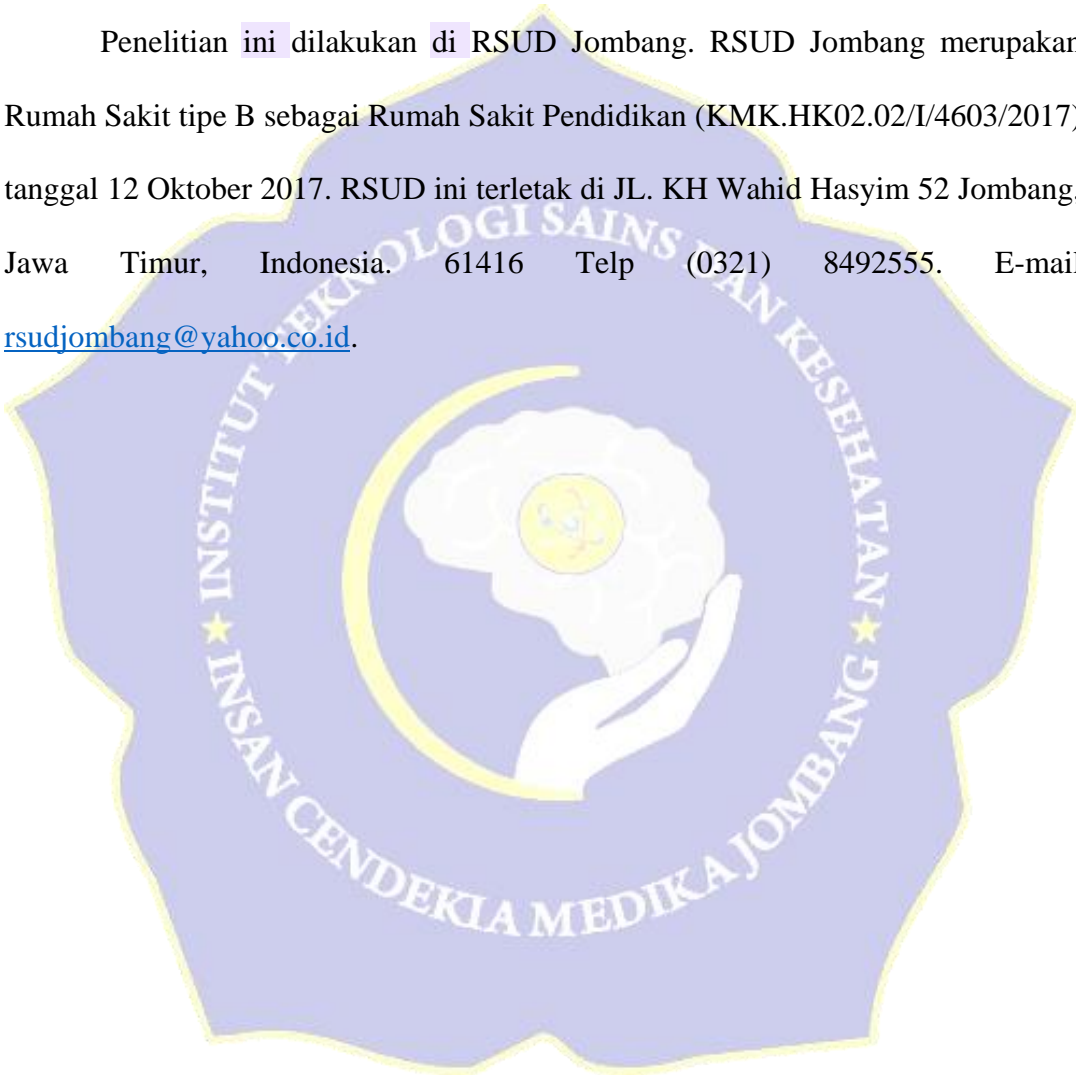 Penelitian ini dilakukan di RSUD Jombang. RSUD Jombang merupakan
Rumah Sakit tipe B sebagai Rumah Sakit Pendidikan (KMK.HK02.02/I/4603/2017)
tanggal 12 Oktober 2017. RSUD ini terletak di JL. KH Wahid Hasyim 52 Jombang,
Jawa Timur, Indonesia. 61416 Telp (0321) 8492555. E-mail
rsudjombang@yahoo.co.id.
INSTITUT TEKNOLOGI SAINS DAN KESEHATAN
INSAN CENDEKIA MEDIKA JOMBANG